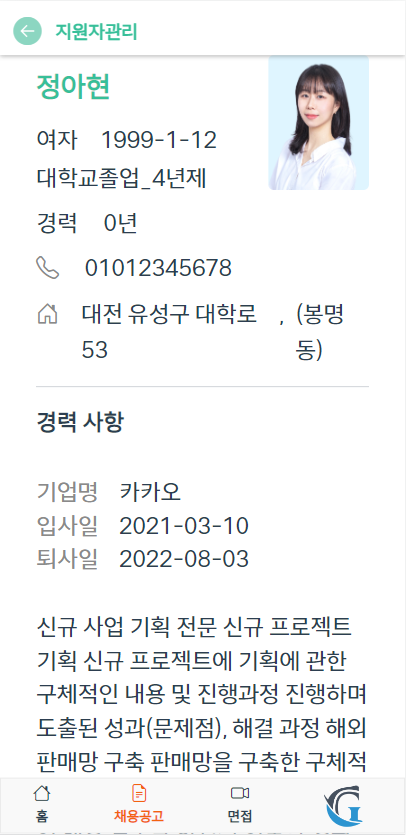 지원자관리
정아현
여자 1999-1-12
대학교졸업_4년제
경력 0년
01012345678
대전 유성구 대학로 , (봉명
53 동)
경력 사항
기업명 카카오
입사일 2021-03-10
퇴사일 2022-08-03
신규 사업 기획 전문 신규 프로젝트
기획 신규 프로젝트에 기획에 관한
구체적인 내용 및 진행과정 진행하며
도출된 성과(문제점), 해결 과정 해외
판매망 구축 판매망을 구축한 구체적
홈 채용공고 면접